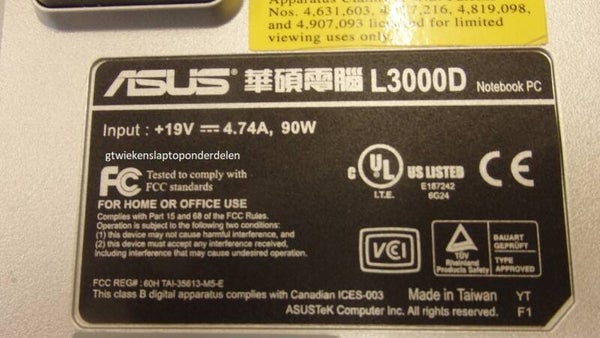 Nos. 4,631,603, 4,577,216, 4,819,098,
and 4,907,093 licensed for limited
viewing uses only.
ASUS 華碩電腦 L3000D Notebook PC
Input : +19V ⎓ 4.74A, 90W
gtwiekenslaptoponderdelen
FC Tested to comply with
FCC standards
FOR HOME OR OFFICE USE
Complies with Part 15 and 68 of the FCC Rules.
Operation is subject to the following two conditions:
(1) this device may not cause harmful interference, and
(2) this device must accept any interference received,
including interference that may cause undesired operation.
c UL US LISTED
I.T.E.
E187242
6G24
CE
VCI
TÜV
Rheinland
Products Safety
BAUART
GEPRÜFT
TYPE
APPROVED
FCC REG# : 60H TAI-35613-M5-E
This class B digital apparatus complies with Canadian ICES-003
Made in Taiwan YT
ASUSTeK Computer Inc. All rights reserved. F1